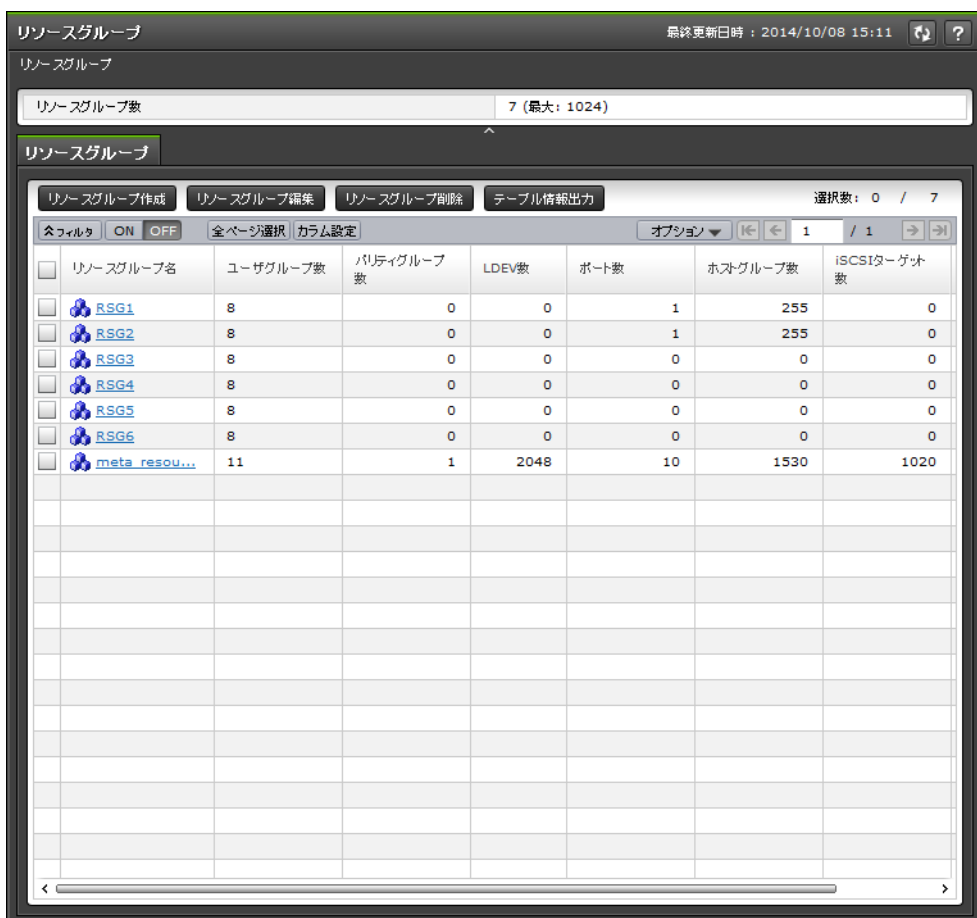 リソースグループ 最終更新日時 : 2014/10/08 15:11 ?
リソースグループ
リソースグループ数 7 (最大: 1024)
リソースグループ
リソースグループ作成 リソースグループ編集 リソースグループ削除 テーブル情報出力 選択数: 0 / 7
フィルタ ON OFF 全ページ選択 カラム設定 オプション 1 / 1
リソースグループ名 ユーザグループ数 パリティグループ数 LDEV数 ポート数 ホストグループ数 iSCSIターゲット数
RSG1 8 0 0 1 255 0
RSG2 8 0 0 1 255 0
RSG3 8 0 0 0 0 0
RSG4 8 0 0 0 0 0
RSG5 8 0 0 0 0 0
RSG6 8 0 0 0 0 0
meta_resou... 11 1 2048 10 1530 1020